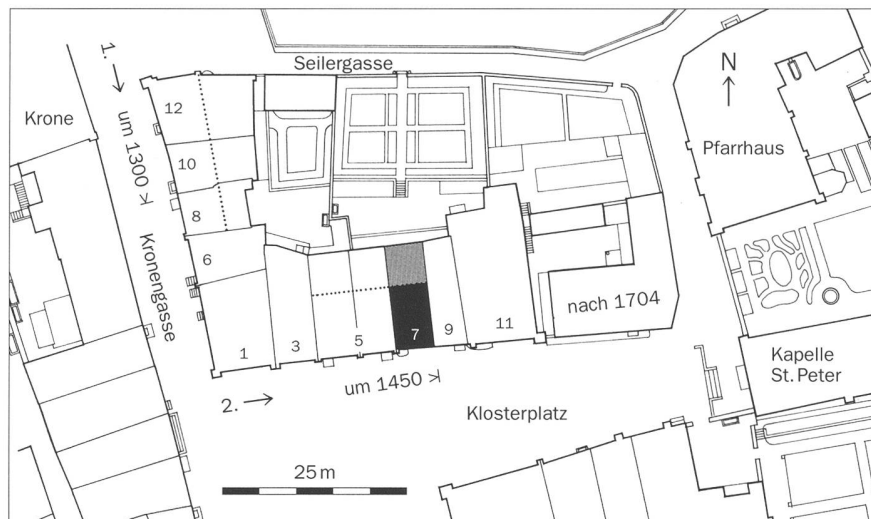 Seilergasse
N
1.
Krone
um 1300
12
10
8
6
Kronengasse
Pfarrhaus
nach 1704
1
3
5
7
9
11
2.
um 1450
Klosterplatz
Kapelle
St. Peter
25 m